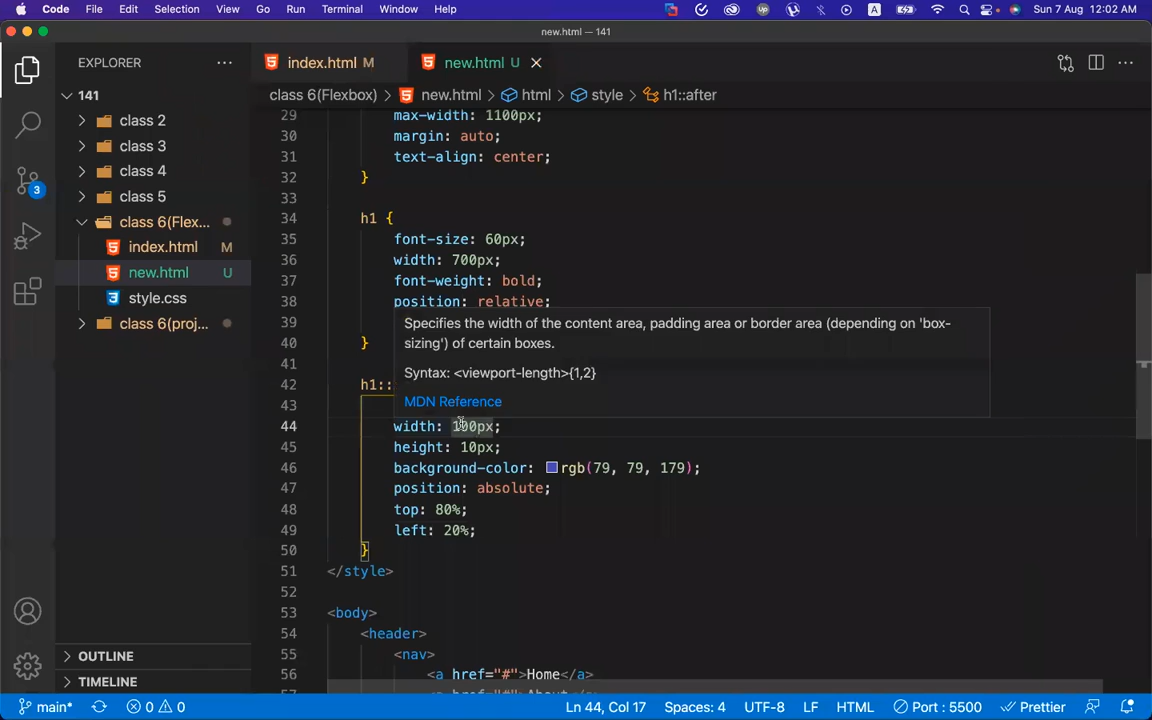 Code File Edit Selection View Go Run Terminal Window Help A Sun 7 Aug 12:02 AM
new.html — 141
EXPLORER
index.html M
new.html U
class 6(Flexbox) > new.html > html > style > h1::after
141
class 2
class 3
class 4
class 5
class 6(Flex...
index.html M
new.html U
style.css
class 6(proj...
3
29 max-width: 1100px;
30 margin: auto;
31 text-align: center;
32 }
33
34 h1 {
35 font-size: 60px;
36 width: 700px;
37 font-weight: bold;
38 position: relative;
39
Specifies the width of the content area, padding area or border area (depending on 'box-
sizing') of certain boxes.
40 }
41
Syntax: <viewport-length>{1,2}
42 h1::
MDN Reference
43
44 width: 100px;
45 height: 10px;
46 background-color: rgb(79, 79, 179);
47 position: absolute;
48 top: 80%;
49 left: 20%;
50 }
51 </style>
52
53 <body>
54 <header>
55 <nav>
56 <a href="#">Home</a>
57 <a href="#">About</a>
OUTLINE
TIMELINE
main* 0 0 Ln 44, Col 17 Spaces: 4 UTF-8 LF HTML Port : 5500 Prettier